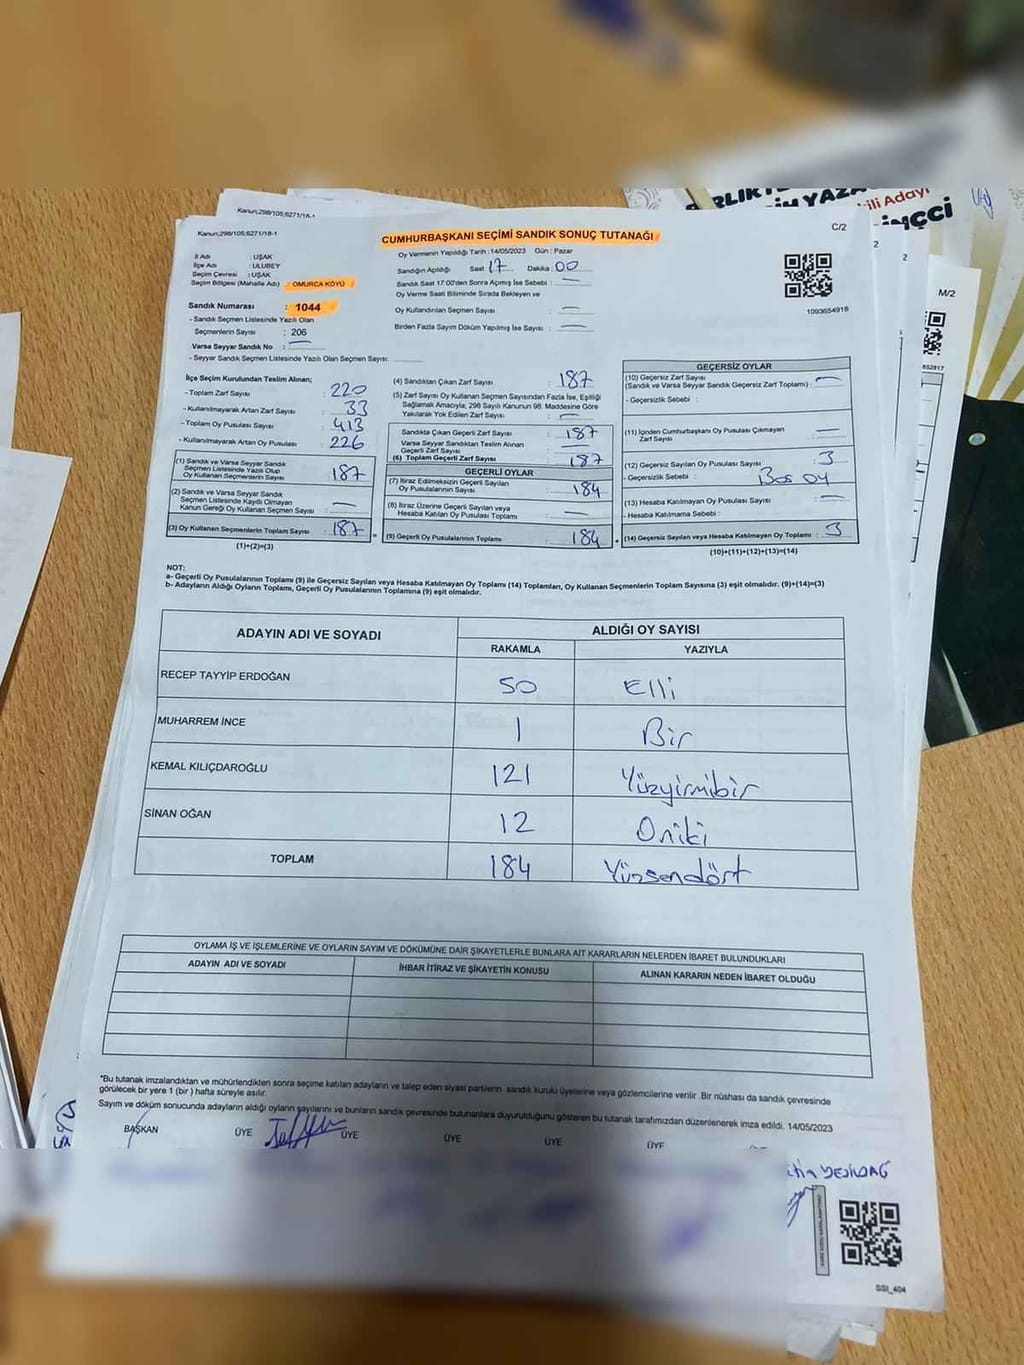 Kanun;298/105;6271/18-1
Kanun;298/105;6271/18-1
C/2
CUMHURBAŞKANI SEÇİMİ SANDIK SONUÇ TUTANAĞI
İl Adı : UŞAK
İlçe Adı : ULUBEY
Seçim Çevresi : UŞAK
Seçim Bölgesi (Mahalle Adı) : OMURCA KÖYÜ
Sandık Numarası : 1044
- Sandık Seçmen Listesinde Yazılı Olan
Seçmenlerin Sayısı : 206
Varsa Seyyar Sandık No :
- Seyyar Sandık Seçmen Listesinde Yazılı Olan Seçmen Sayısı:
Oy Vermenin Yapıldığı Tarih : 14/05/2023 Gün : Pazar
Sandığın Açıldığı Saat 17 Dakika 00
Sandık Saat 17:00'den Sonra Açımış İse Sebebi :
Oy Verme Saati Bitiminde Sırada Bekleyen ve
Oy Kullandırılan Seçmen Sayısı :
Birden Fazla Sayım Döküm Yapılmış İse Sayısı :
1093654918
İlçe Seçim Kurulundan Teslim Alınan;
- Toplam Zarf Sayısı : 220
- Kullanılmayarak Artan Zarf Sayısı : 33
- Toplam Oy Pusulası Sayısı : 413
- Kullanılmayarak Artan Oy Pusulası : 226
(1) Sandık ve Varsa Seyyar Sandık
Seçmen Listesinde Yazılı Olup
Oy Kullanan Seçmenlerin Sayısı : 187
(2) Sandık ve Varsa Seyyar Sandık
Seçmen Listesinde Kayıtlı Olmayan
Kanun Gereği Oy Kullanan Seçmen Sayısı :
(3) Oy Kullanan Seçmenlerin Toplam Sayısı : 187
(1)+(2)=(3)
(4) Sandıktan Çıkan Zarf Sayısı : 187
(5) Zarf Sayısı Oy Kullanan Seçmen Sayısından Fazla İse, Eşitliği
Sağlamak Amacıyla; 298 Sayılı Kanunun 98. Maddesine Göre
Yakılarak Yok Edilen Zarf Sayısı :
Sandıkta Çıkan Geçerli Zarf Sayısı : 187
Varsa Seyyar Sandıktan Teslim Alınan
Geçerli Zarf Sayısı :
(6) Toplam Geçerli Zarf Sayısı : 187
GEÇERLİ OYLAR
(7) İtiraz Edilmeksizin Geçerli Sayılan
Oy Pusulalarının Sayısı : 184
(8) İtiraz Üzerine Geçerli Sayılan veya
Hesaba Katılan Oy Pusulası Toplamı :
(9) Geçerli Oy Pusulalarının Toplamı : 184
GEÇERSİZ OYLAR
(10) Geçersiz Zarf Sayısı
(Sandık ve Varsa Seyyar Sandık Geçersiz Zarf Toplamı) :
- Geçersizlik Sebebi :
(11) İçinden Cumhurbaşkanı Oy Pusulası Çıkmayan
Zarf Sayısı :
(12) Geçersiz Sayılan Oy Pusulası Sayısı : 3
- Geçersizlik Sebebi : Bos oy
(13) Hesaba Katılmayan Oy Pusulası Sayısı :
- Hesaba Katılmama Sebebi :
(14) Geçersiz Sayılan veya Hesaba Katılmayan Oy Toplamı : 3
(10)+(11)+(12)+(13)=(14)
NOT:
a- Geçerli Oy Pusulalarının Toplamı (9) ile Geçersiz Sayılan veya Hesaba Katılmayan Oy Toplamı (14) Toplamları, Oy Kullanan Seçmenlerin Toplam Sayısına (3) eşit olmalıdır. (9)+(14)=(3)
b- Adayların Aldığı Oyların Toplamı, Geçerli Oy Pusulalarının Toplamına (9) eşit olmalıdır.
ADAYIN ADI VE SOYADI ALDIĞI OY SAYISI
RAKAMLA YAZIYLA
RECEP TAYYİP ERDOĞAN 50 Elli
MUHARREM İNCE 1 Bir
KEMAL KILIÇDAROĞLU 121 Yüzyirmibir
SİNAN OĞAN 12 Oniki
TOPLAM 184 Yüzsendört
OYLAMA İŞ VE İŞLEMLERİNE VE OYLARIN SAYIM VE DÖKÜMÜNE DAİR ŞİKAYETLERLE BUNLARA AİT KARARLARIN NELERDEN İBARET BULUNDUKLARI
ADAYIN ADI VE SOYADI İHBAR İTİRAZ VE ŞİKAYETİN KONUSU ALINAN KARARIN NEDEN İBARET OLDUĞU
*Bu tutanak imzalandıktan ve mühürlendikten sonra seçime katılan adayların ve talep eden siyasi partilerin sandık kurulu üyelerine veya gözlemcilerine verilir .Bir nüshası da sandık çevresinde
görülecek bir yere 1 (bir ) hafta süreyle asılır.
Sayım ve döküm sonucunda adayların aldığı oyların sayılarını ve bunların sandık çevresinde bulunanlara duyurulduğunu gösteren bu tutanak tarafımızdan düzenlenerek imza edildi. 14/05/2023
BAŞKAN ÜYE ÜYE ÜYE ÜYE ÜYE
YEŞİLDAĞ
SSI_404
M/2
652817
2
2
ili Adayı